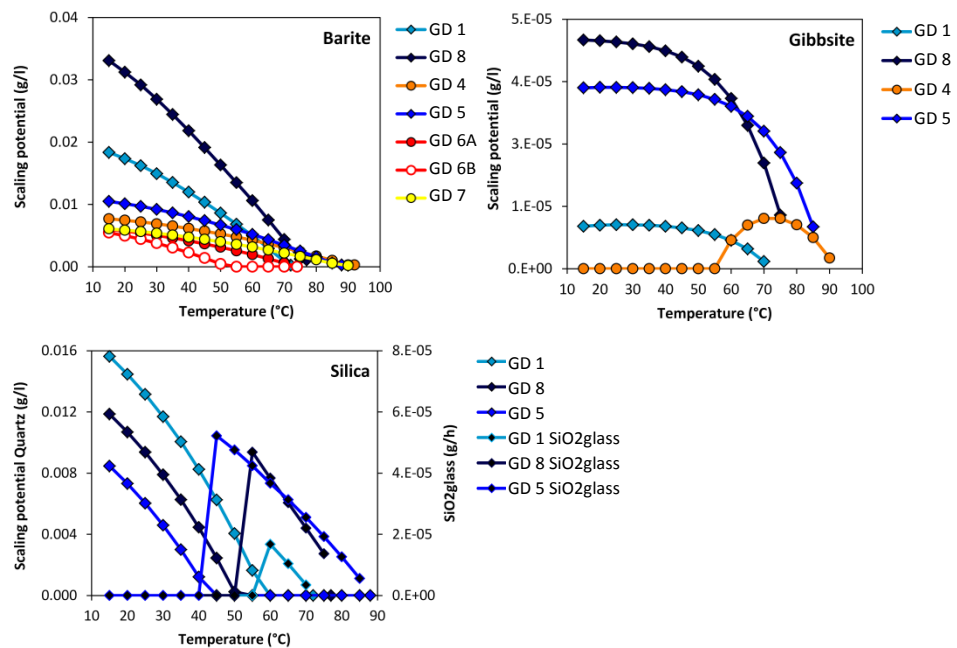 Barite
Scaling potential (g/l)
0.04
0.03
0.02
0.01
0.00
10 20 30 40 50 60 70 80 90 100
Temperature (°C)
GD 1
GD 8
GD 4
GD 5
GD 6A
GD 6B
GD 7
Gibbsite
Scaling potential (g/l)
5.E-05
4.E-05
3.E-05
2.E-05
1.E-05
0.E+00
10 20 30 40 50 60 70 80 90 100
Temperature (°C)
GD 1
GD 8
GD 4
GD 5
Silica
Scaling potential Quartz (g/l)
0.016
0.012
0.008
0.004
0.000
10 20 30 40 50 60 70 80 90
Temperature (°C)
8.E-05
6.E-05
4.E-05
2.E-05
0.E+00
SiO2glass (g/h)
GD 1
GD 8
GD 5
GD 1 SiO2glass
GD 8 SiO2glass
GD 5 SiO2glass